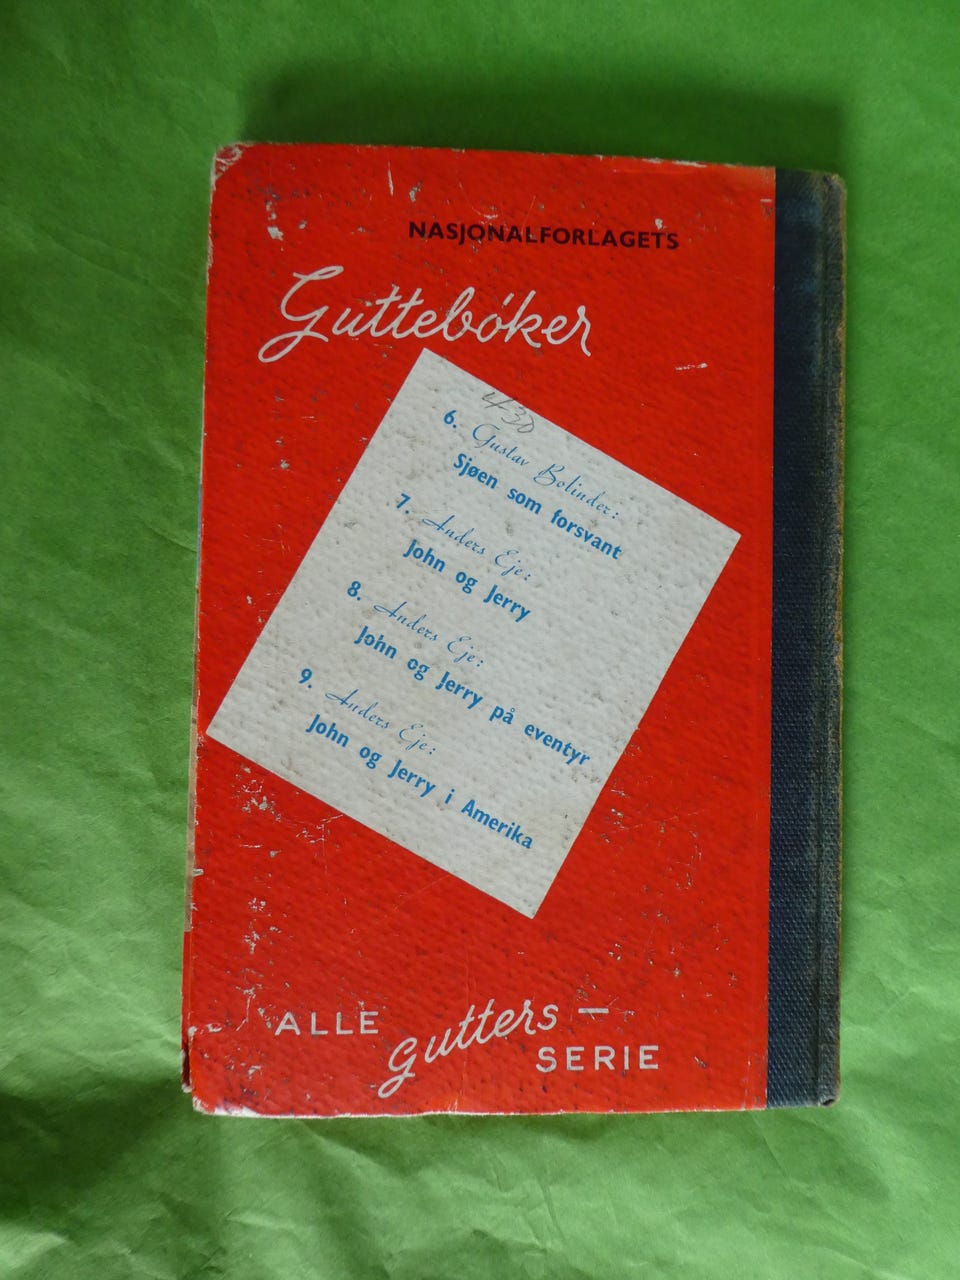 NASJONALFORLAGETS
Guttebóker
430
6. Gustav Bolinder:
Sjøen som forsvant
7. Anders Eje:
John og Jerry
8. Anders Eje:
John og Jerry på eventyr
9. Anders Eje:
John og Jerry i Amerika
ALLE gutters —
SERIE